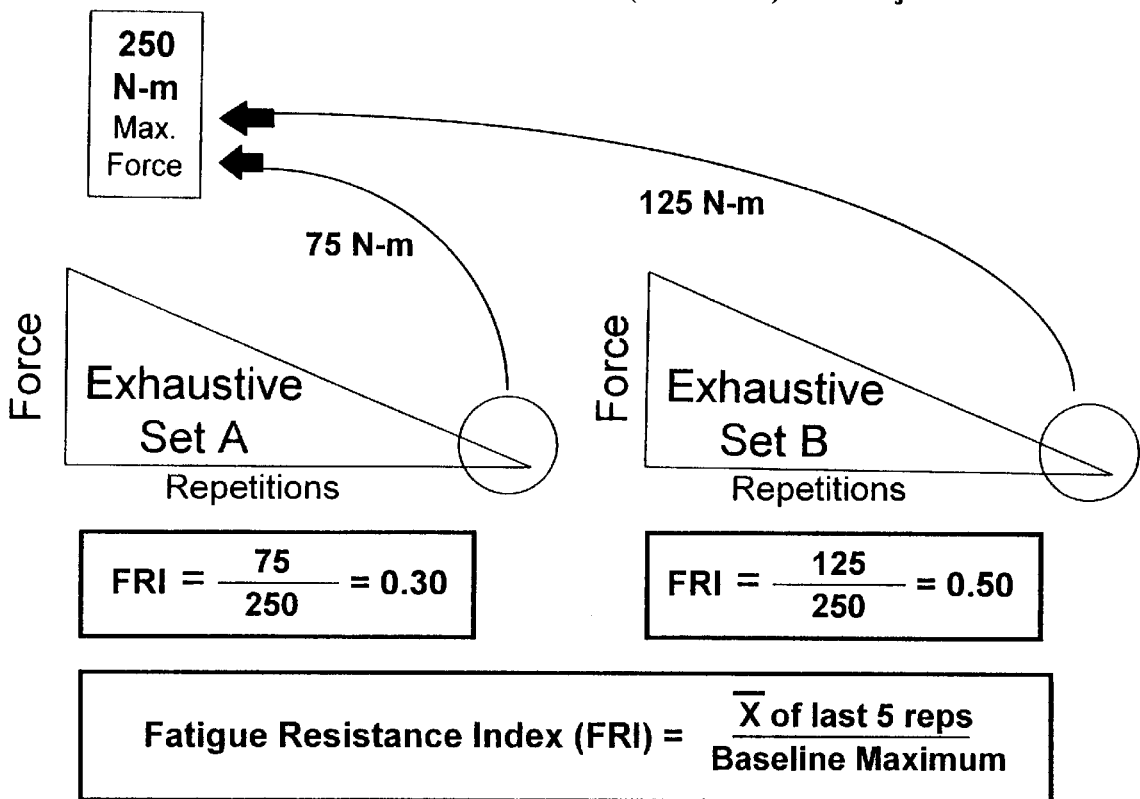 250
N-m
Max.
Force
125 N-m
75 N-m
Force
Exhaustive
Set A
Repetitions
Force
Exhaustive
Set B
Repetitions
FRI = 75 / 250 = 0.30
FRI = 125 / 250 = 0.50
Fatigue Resistance Index (FRI) = X̅ of last 5 reps / Baseline Maximum